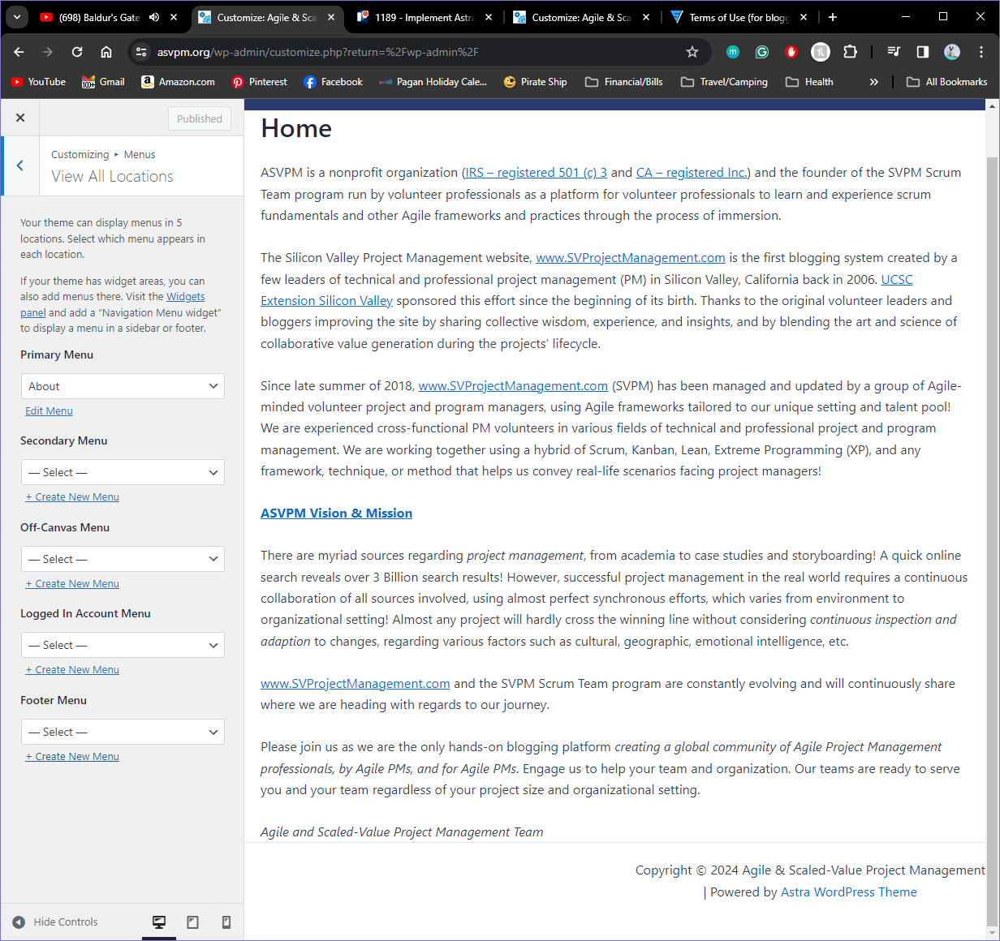 (698) Baldur's Gate
Customize: Agile & Sca
1189 - Implement Astra
Customize: Agile & Sca
Terms of Use (for blogg
asvpm.org/wp-admin/customize.php?return=%2Fwp-admin%2F
YouTube
Gmail
Amazon.com
Pinterest
Facebook
Pagan Holiday Cale...
Pirate Ship
Financial/Bills
Travel/Camping
Health
All Bookmarks
Published
Customizing ▸ Menus
View All Locations
Your theme can display menus in 5
locations. Select which menu appears in
each location.
If your theme has widget areas, you can
also add menus there. Visit the Widgets
panel and add a “Navigation Menu widget”
to display a menu in a sidebar or footer.
Primary Menu
About
Edit Menu
Secondary Menu
— Select —
+ Create New Menu
Off-Canvas Menu
— Select —
+ Create New Menu
Logged In Account Menu
— Select —
+ Create New Menu
Footer Menu
— Select —
+ Create New Menu
Hide Controls
Home
ASVPM is a nonprofit organization (IRS – registered 501 (c) 3 and CA – registered Inc.) and the founder of the SVPM Scrum
Team program run by volunteer professionals as a platform for volunteer professionals to learn and experience scrum
fundamentals and other Agile frameworks and practices through the process of immersion.
The Silicon Valley Project Management website, www.SVProjectManagement.com is the first blogging system created by a
few leaders of technical and professional project management (PM) in Silicon Valley, California back in 2006. UCSC
Extension Silicon Valley sponsored this effort since the beginning of its birth. Thanks to the original volunteer leaders and
bloggers improving the site by sharing collective wisdom, experience, and insights, and by blending the art and science of
collaborative value generation during the projects’ lifecycle.
Since late summer of 2018, www.SVProjectManagement.com (SVPM) has been managed and updated by a group of Agile-
minded volunteer project and program managers, using Agile frameworks tailored to our unique setting and talent pool!
We are experienced cross-functional PM volunteers in various fields of technical and professional project and program
management. We are working together using a hybrid of Scrum, Kanban, Lean, Extreme Programming (XP), and any
framework, technique, or method that helps us convey real-life scenarios facing project managers!
ASVPM Vision & Mission
There are myriad sources regarding project management, from academia to case studies and storyboarding! A quick online
search reveals over 3 Billion search results! However, successful project management in the real world requires a continuous
collaboration of all sources involved, using almost perfect synchronous efforts, which varies from environment to
organizational setting! Almost any project will hardly cross the winning line without considering continuous inspection and
adaption to changes, regarding various factors such as cultural, geographic, emotional intelligence, etc.
www.SVProjectManagement.com and the SVPM Scrum Team program are constantly evolving and will continuously share
where we are heading with regards to our journey.
Please join us as we are the only hands-on blogging platform creating a global community of Agile Project Management
professionals, by Agile PMs, and for Agile PMs. Engage us to help your team and organization. Our teams are ready to serve
you and your team regardless of your project size and organizational setting.
Agile and Scaled-Value Project Management Team
Copyright © 2024 Agile & Scaled-Value Project Management
| Powered by Astra WordPress Theme